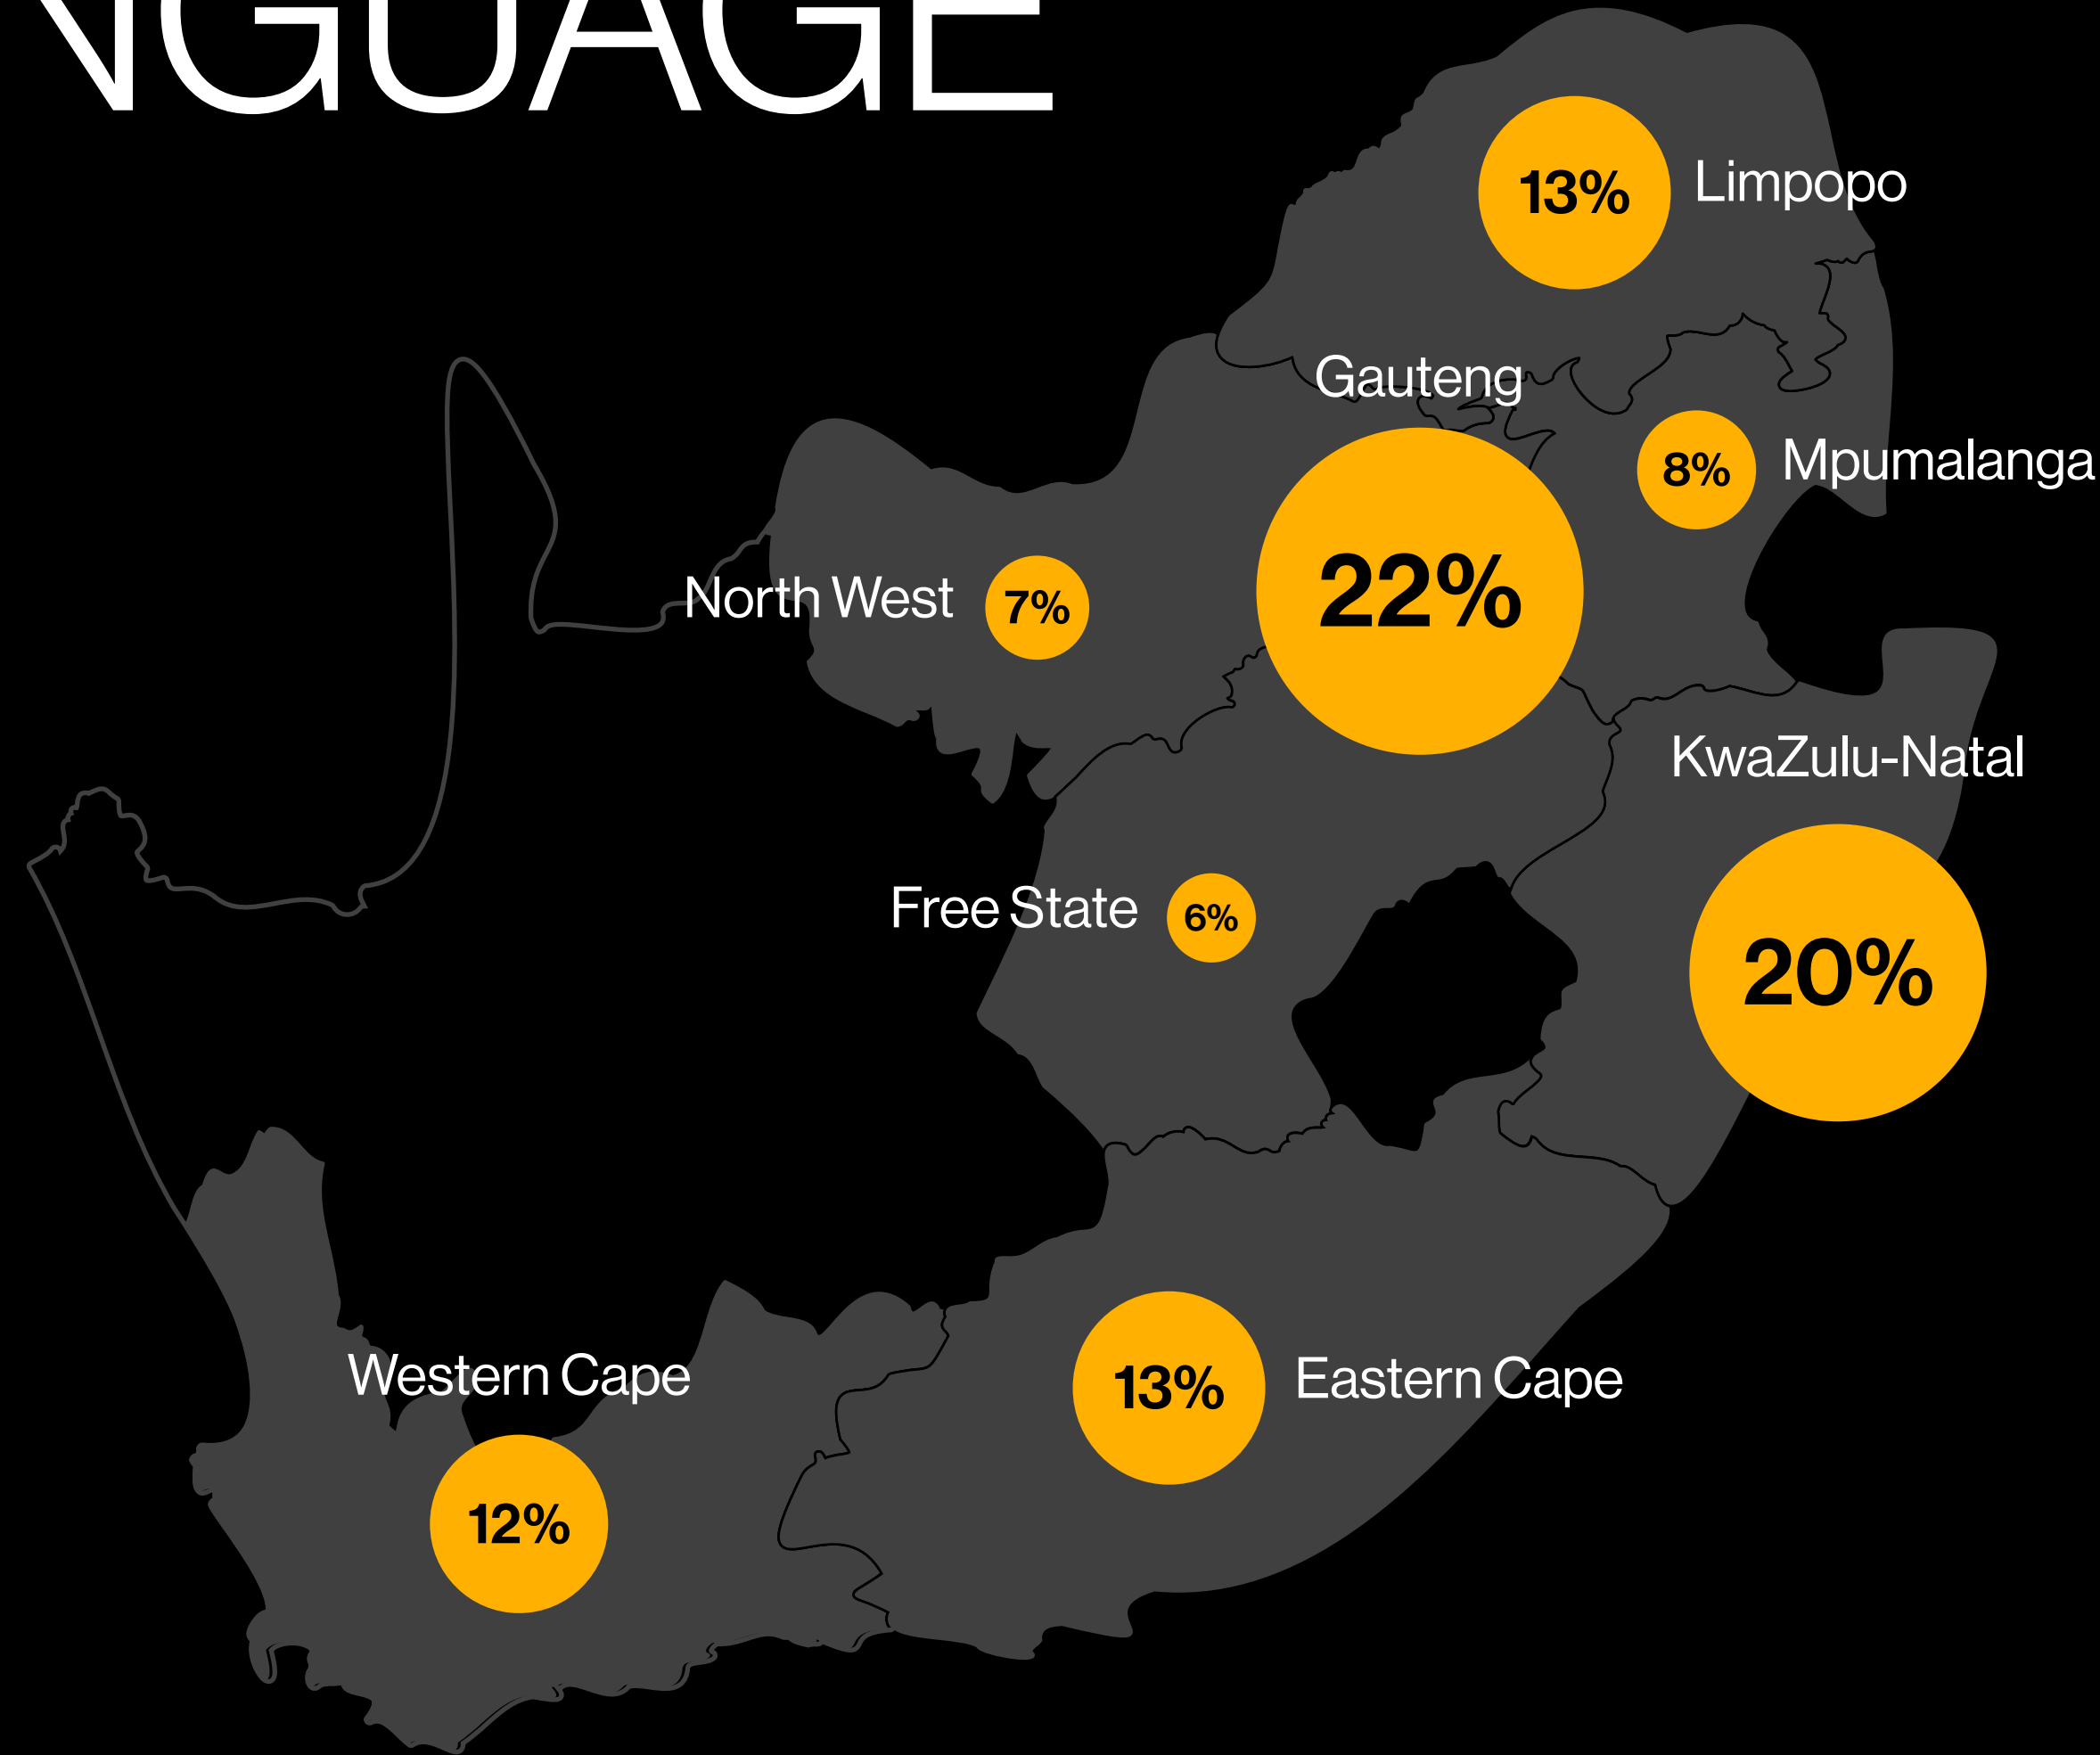 NGUAGE
13%
Limpopo
Gauteng
8%
Mpumalanga
22%
North West
7%
KwaZulu-Natal
Free State
6%
20%
Western Cape
13%
Eastern Cape
12%